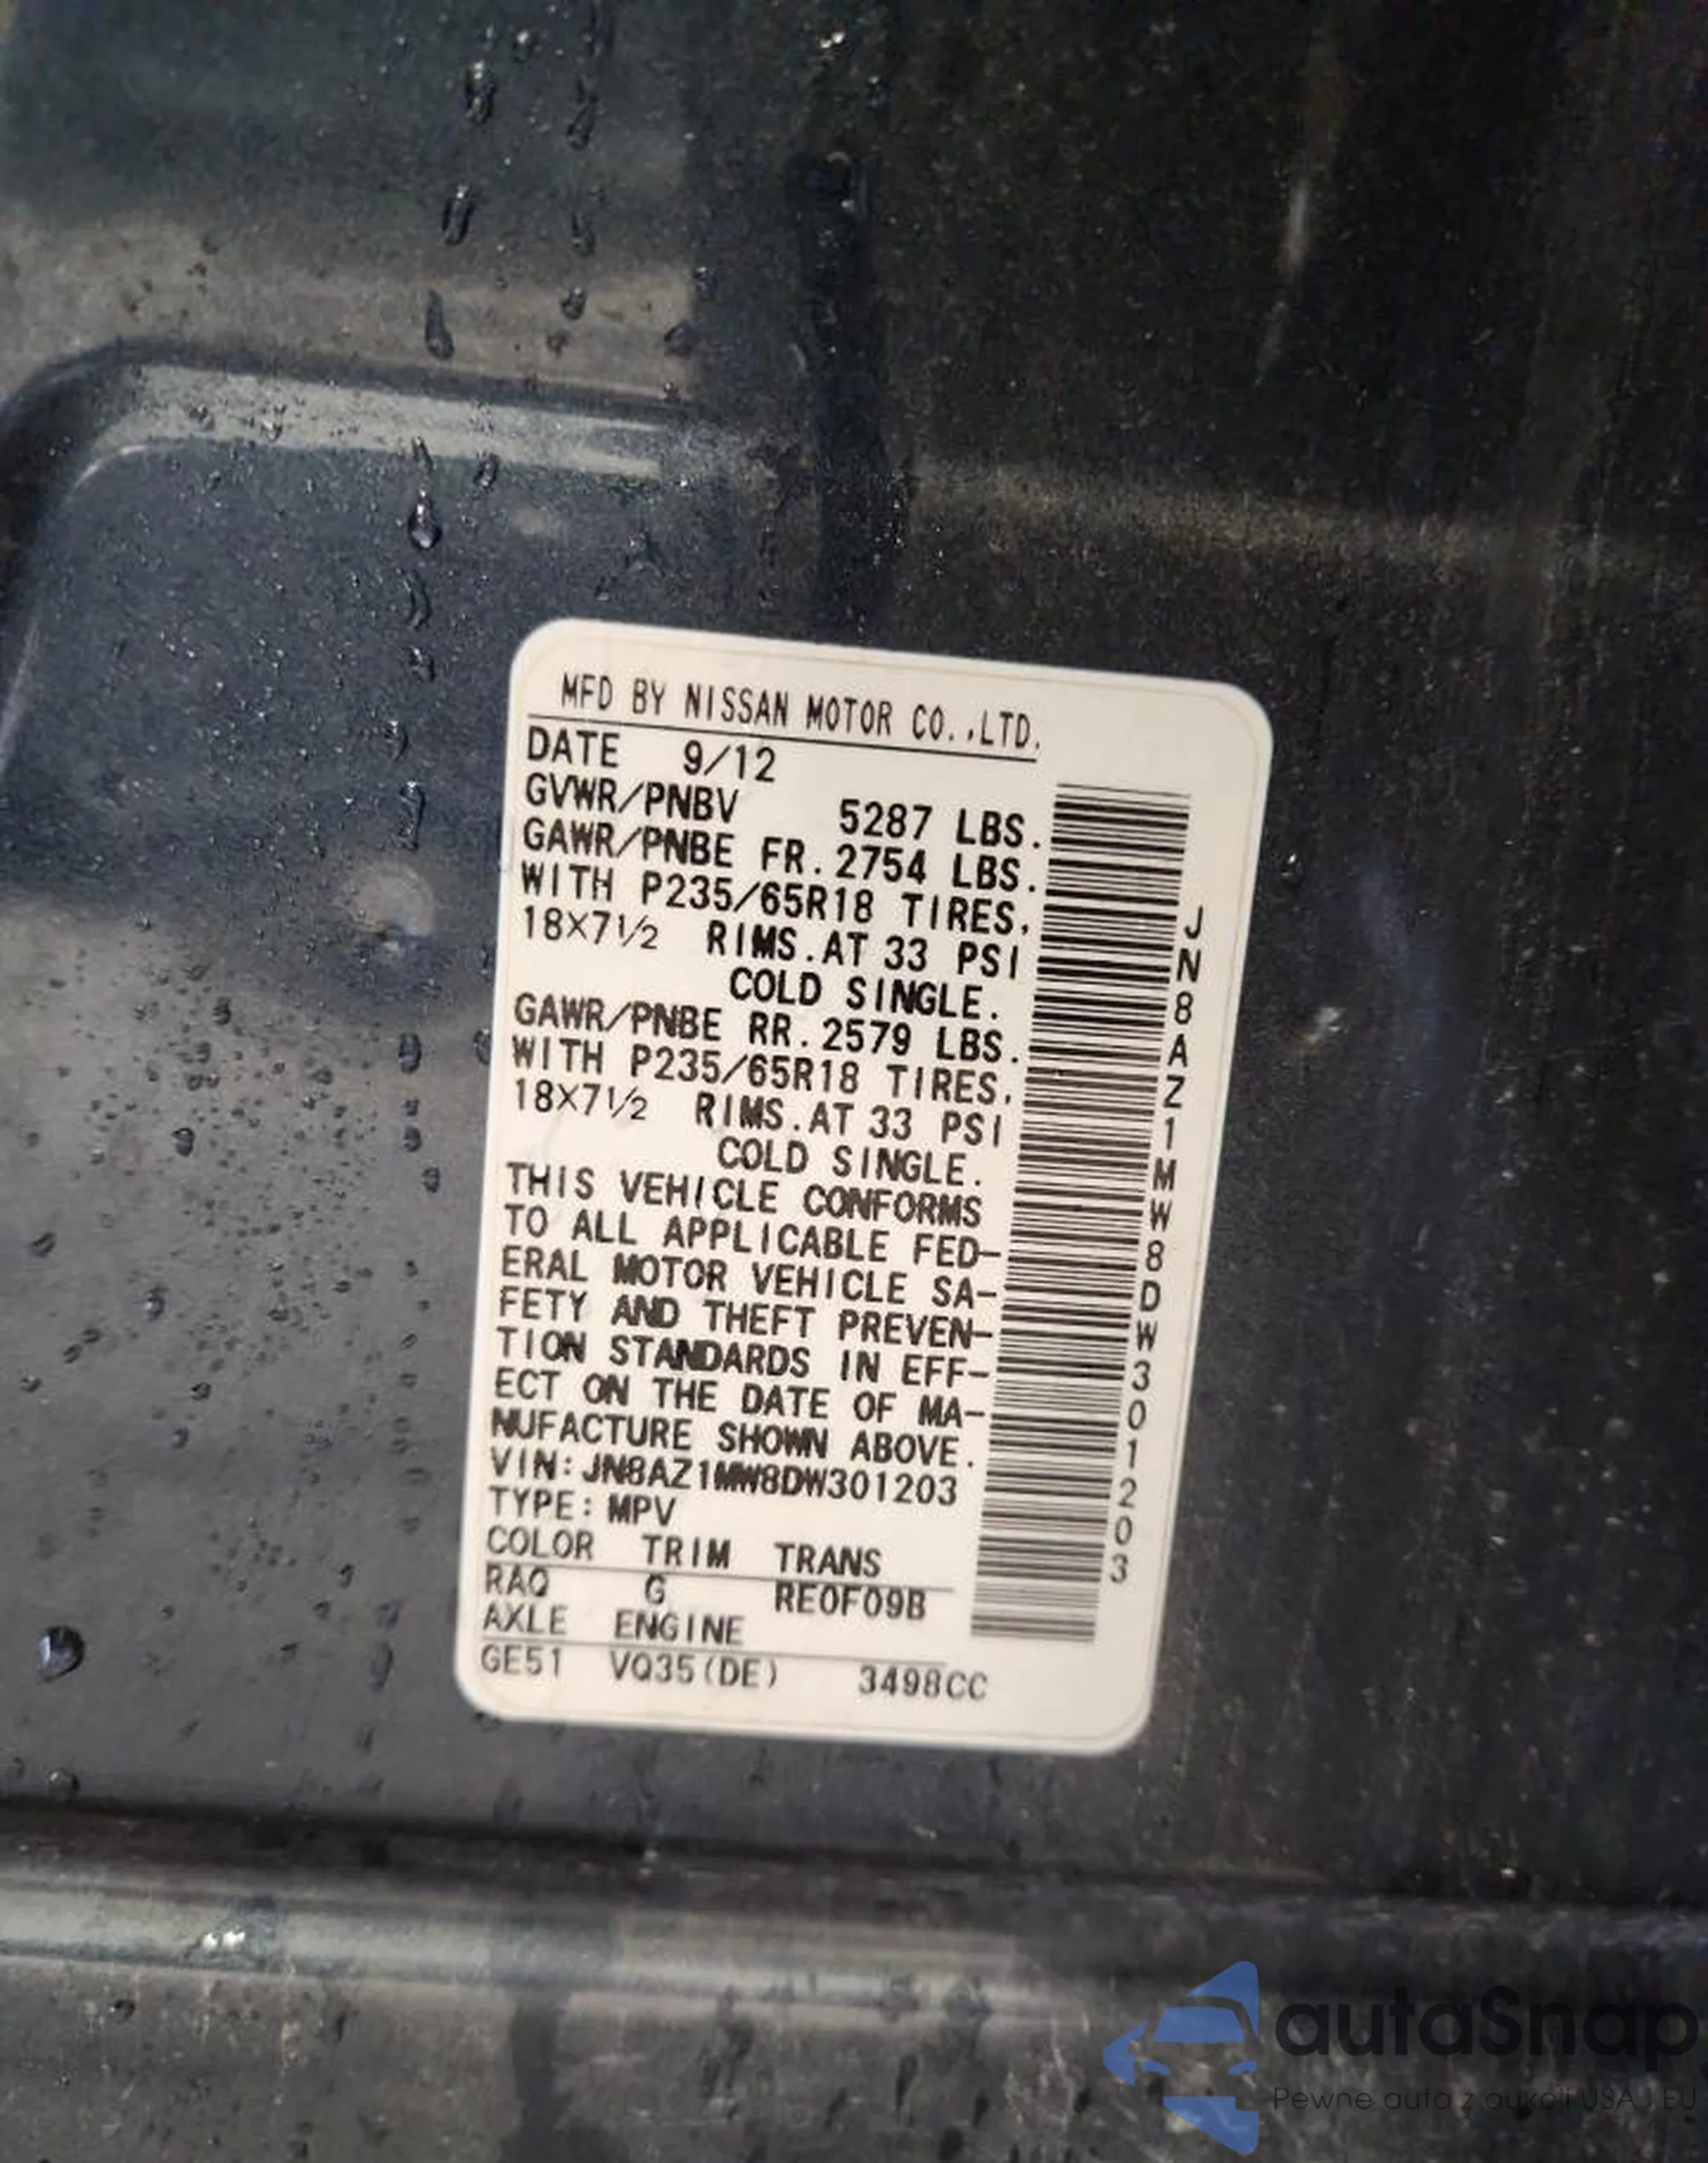 MFD BY NISSAN MOTOR CO.,LTD.
DATE 9/12
GVWR/PNBV 5287 LBS.
GAWR/PNBE FR. 2754 LBS.
WITH P235/65R18 TIRES,
18X7½ RIMS.AT 33 PSI
COLD SINGLE.
GAWR/PNBE RR. 2579 LBS.
WITH P235/65R18 TIRES,
18X7½ RIMS.AT 33 PSI
COLD SINGLE.
THIS VEHICLE CONFORMS
TO ALL APPLICABLE FED-
ERAL MOTOR VEHICLE SA-
FETY AND THEFT PREVEN-
TION STANDARDS IN EFF-
ECT ON THE DATE OF MA-
NUFACTURE SHOWN ABOVE.
VIN: JN8AZ1MW8DW301203
TYPE: MPV
COLOR TRIM TRANS
RAQ G RE0F09B
AXLE ENGINE
GE51 VQ35(DE) 3498CC
JN8AZ1MW8DW301203
autaSnap
Pewne auta z aukcji USA i EU